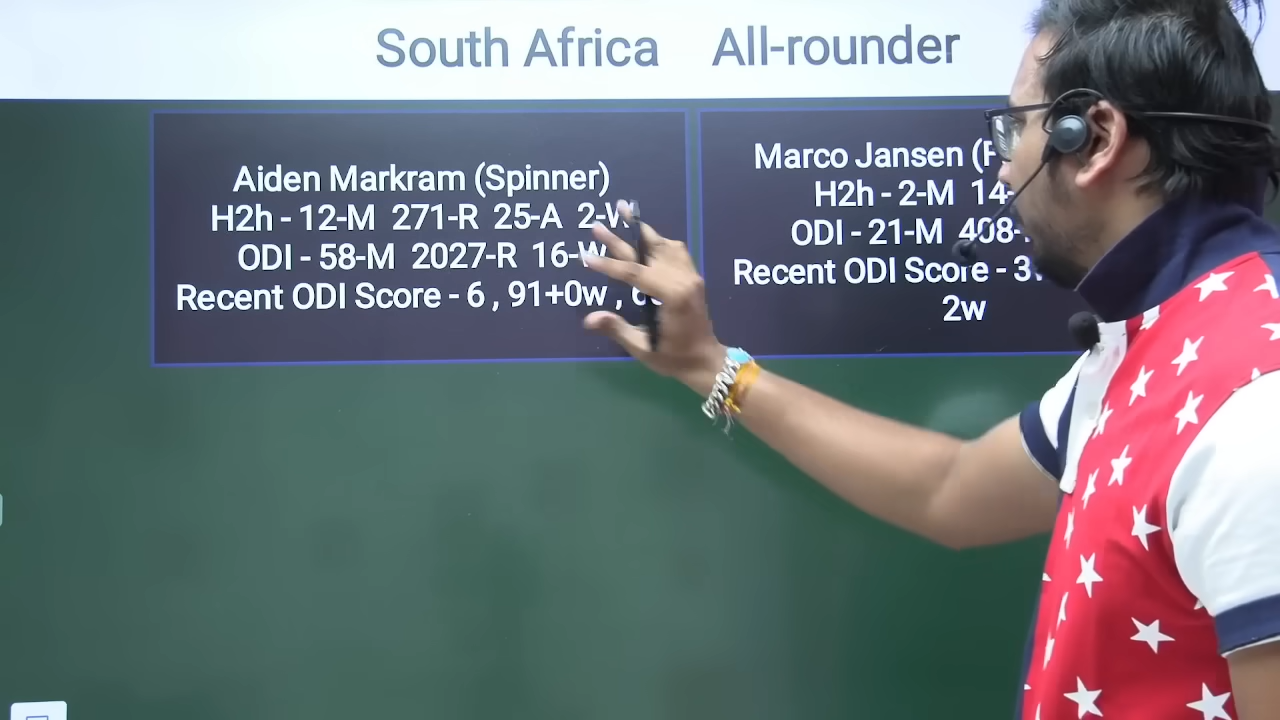 South Africa All-rounder
Aiden Markram (Spinner)
H2h - 12-M 271-R 25-A 2-W
ODI - 58-M 2027-R 16-W
Recent ODI Score - 6 , 91+0w ,
Marco Jansen
H2h - 2-M
ODI - 21-M
Recent ODI Score -
2w